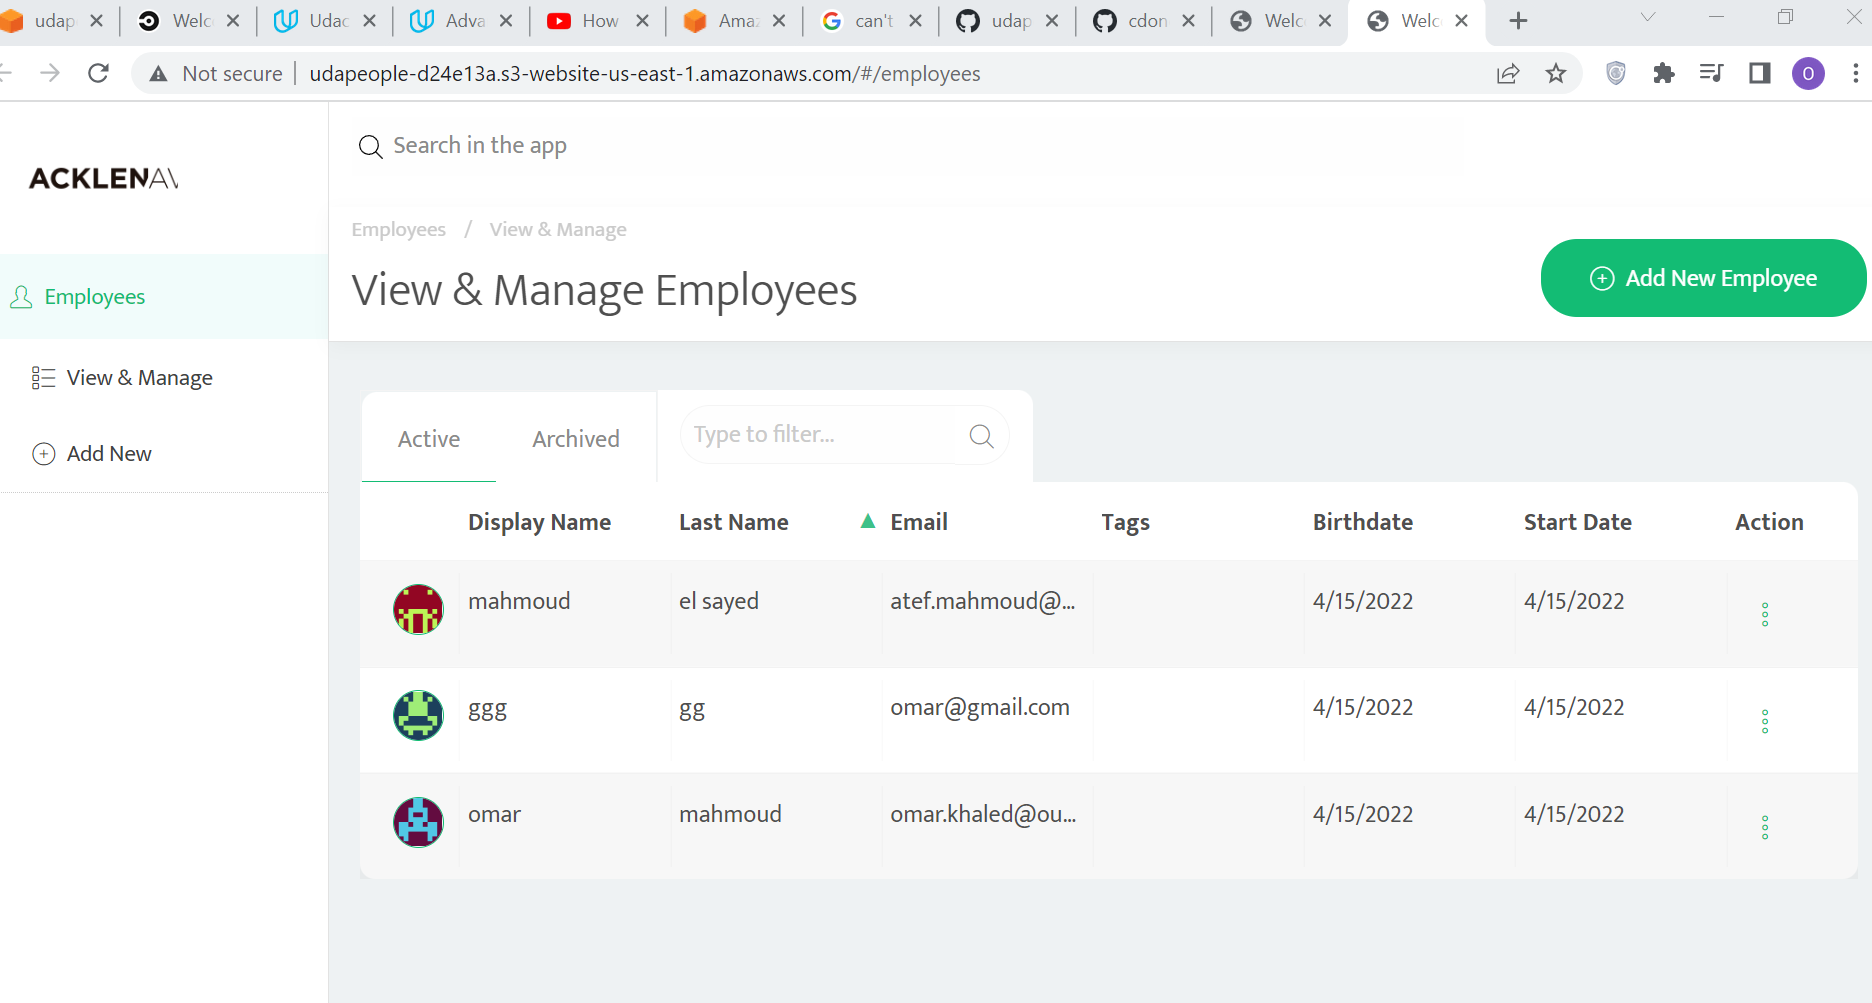 udap Welc Udac Adva How Amaz can't udap cdon Welc Welc
Not secure udapeople-d24e13a.s3-website-us-east-1.amazonaws.com/#/employees O
Search in the app
ACKLENAV
Employees / View & Manage
View & Manage Employees
Add New Employee
Employees
View & Manage
Add New
Active Archived Type to filter...
Display Name Last Name Email Tags Birthdate Start Date Action
mahmoud el sayed atef.mahmoud@... 4/15/2022 4/15/2022
ggg gg omar@gmail.com 4/15/2022 4/15/2022
omar mahmoud omar.khaled@ou... 4/15/2022 4/15/2022